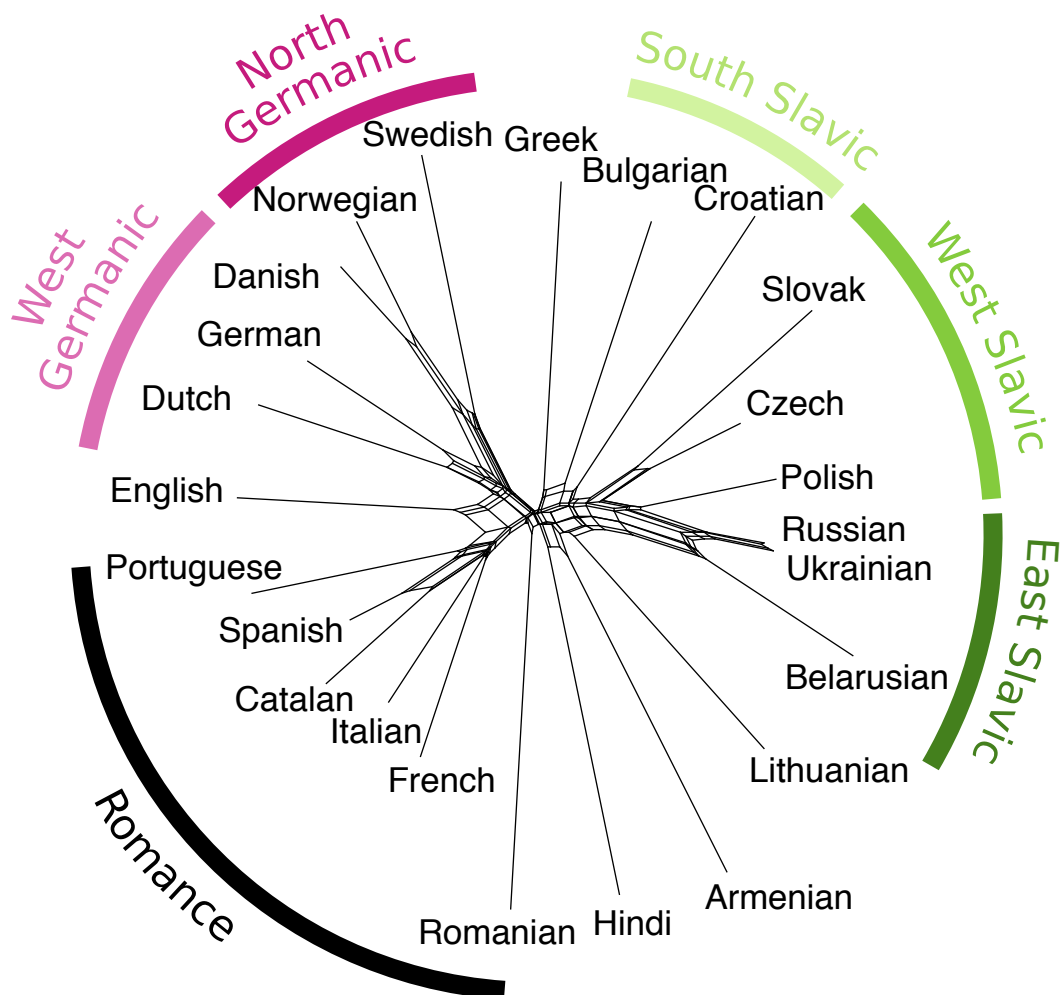 North
Germanic
South Slavic
Swedish
Greek
Bulgarian
Norwegian
Croatian
West
Germanic
West Slavic
Danish
Slovak
German
Dutch
Czech
English
Polish
Russian
Portuguese
Ukrainian
East Slavic
Spanish
Catalan
Belarusian
Italian
French
Lithuanian
Romance
Armenian
Romanian
Hindi